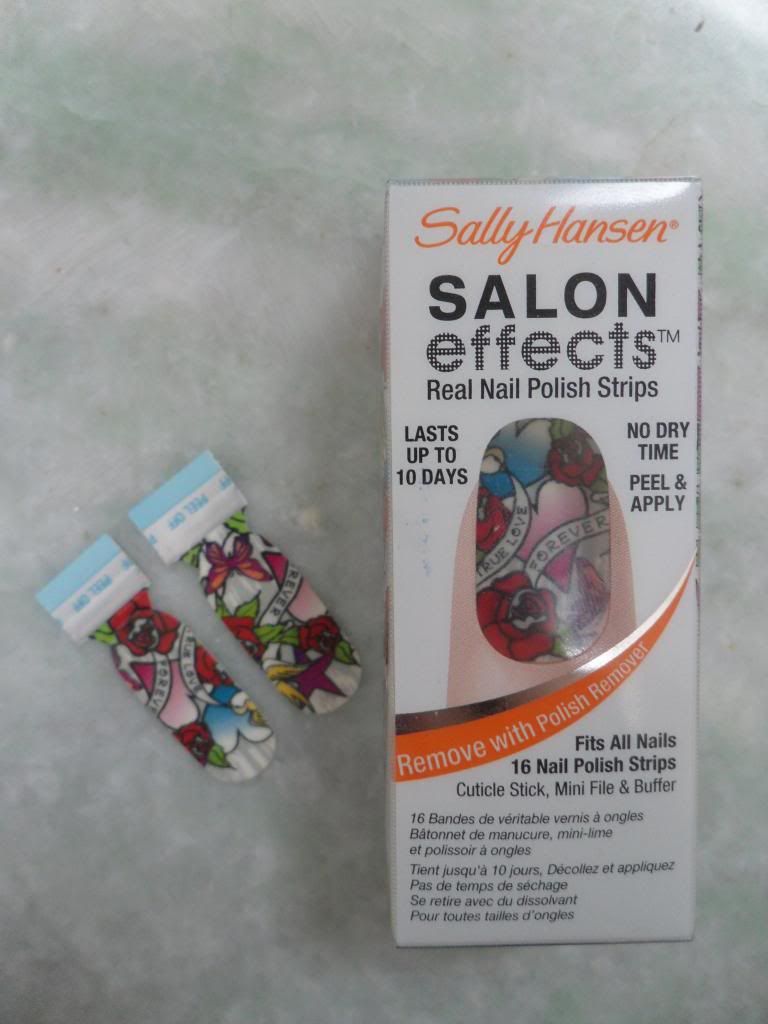 Sally Hansen®
SALON
effects™
Real Nail Polish Strips
LASTS
UP TO
10 DAYS
NO DRY
TIME
PEEL &
APPLY
TRUE LOVE
FOREVER
Remove with Polish Remover
Fits All Nails
16 Nail Polish Strips
Cuticle Stick, Mini File & Buffer
16 Bandes de véritable vernis à ongles
Bâtonnet de manucure, mini-lime
et polissoir à ongles
Tient jusqu'à 10 jours, Décollez et appliquez
Pas de temps de séchage
Se retire avec du dissolvant
Pour toutes tailles d'ongles
PEEL OFF
FOREVER
PEEL OFF
TRUE LOVE
FOREVE